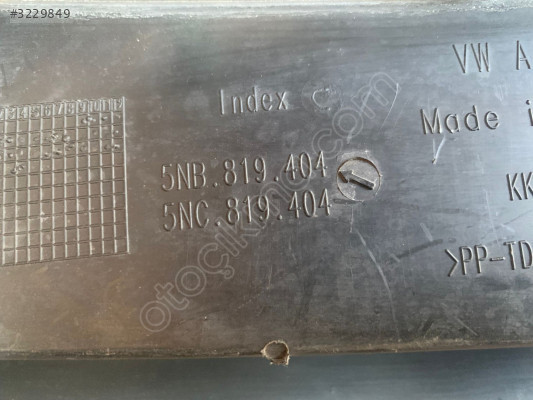 #3229849
VW A
Index C
Made i
5NB.819.404
5NC.819.404
KK
>PP-TD
otoçikma.com